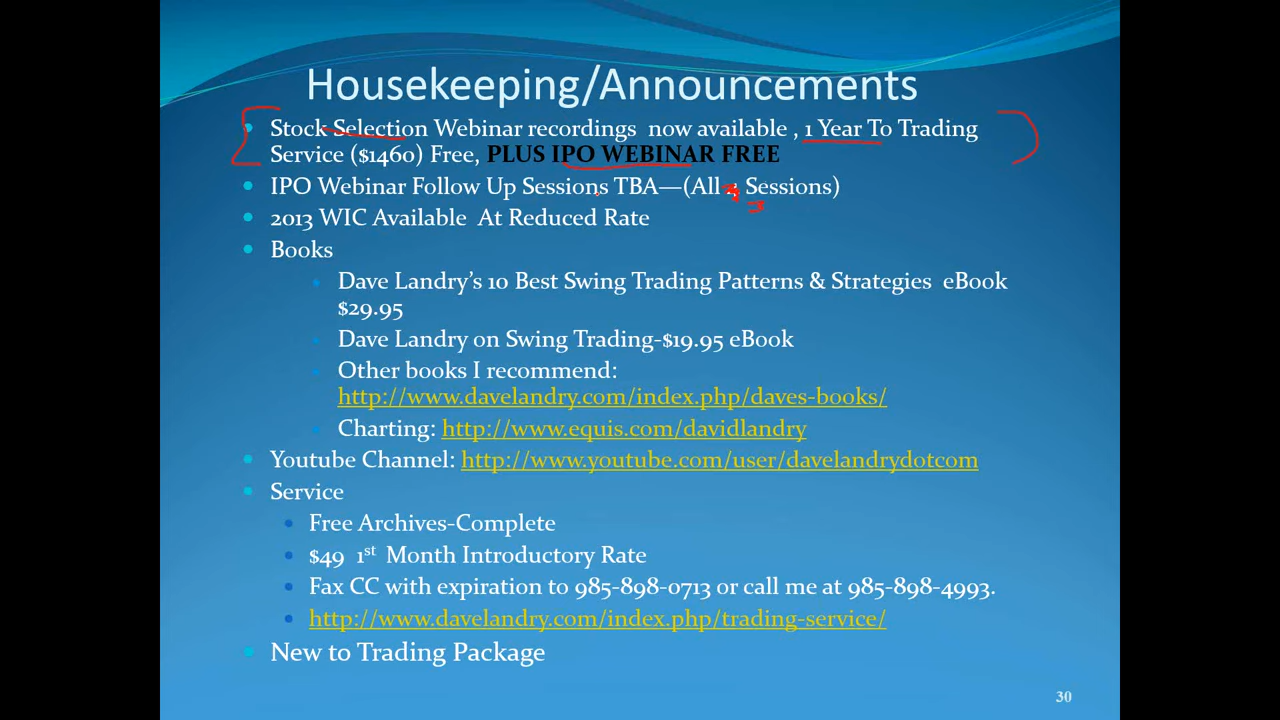 Housekeeping/Announcements
Stock Selection Webinar recordings now available , 1 Year To Trading
Service ($1460) Free, PLUS IPO WEBINAR FREE
IPO Webinar Follow Up Sessions TBA—(All Sessions)
3
2013 WIC Available At Reduced Rate
Books
Dave Landry's 10 Best Swing Trading Patterns & Strategies eBook
$29.95
Dave Landry on Swing Trading-$19.95 eBook
Other books I recommend:
http://www.davelandry.com/index.php/daves-books/
Charting: http://www.equis.com/davidlandry
Youtube Channel: http://www.youtube.com/user/davelandrydotcom
Service
Free Archives-Complete
$49 1st Month Introductory Rate
Fax CC with expiration to 985-898-0713 or call me at 985-898-4993.
http://www.davelandry.com/index.php/trading-service/
New to Trading Package
30